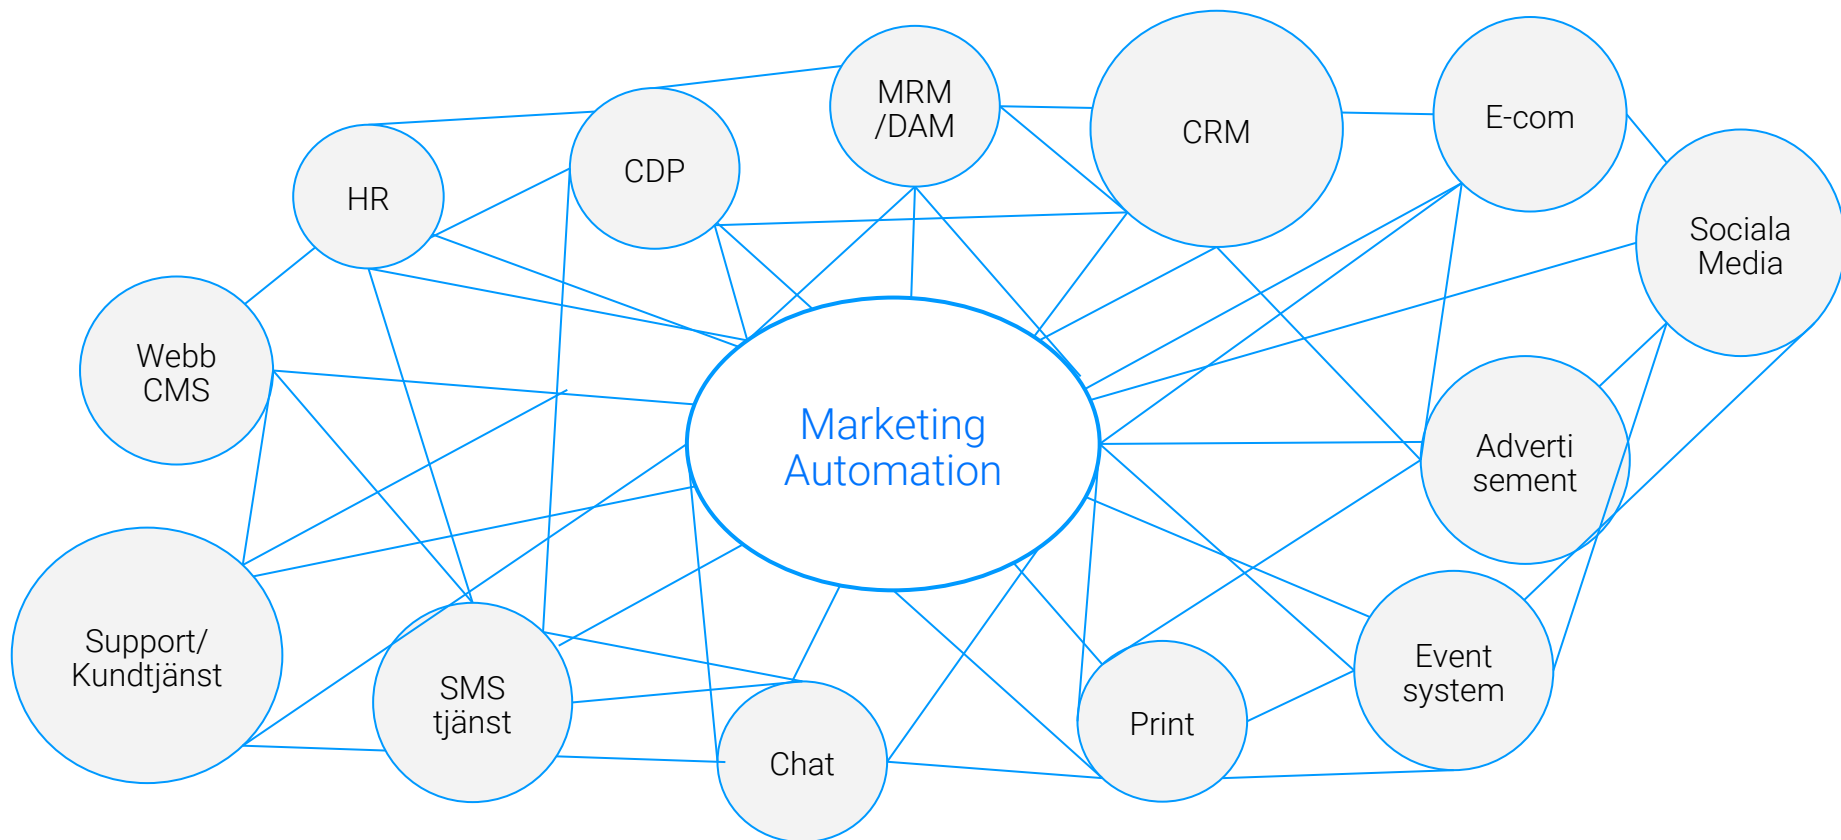 MRM
/DAM
CRM
E-com
CDP
HR
Sociala
Media
Webb
CMS
Marketing
Automation
Adverti
sement
Support/
Kundtjänst
SMS
tjänst
Chat
Print
Event
system